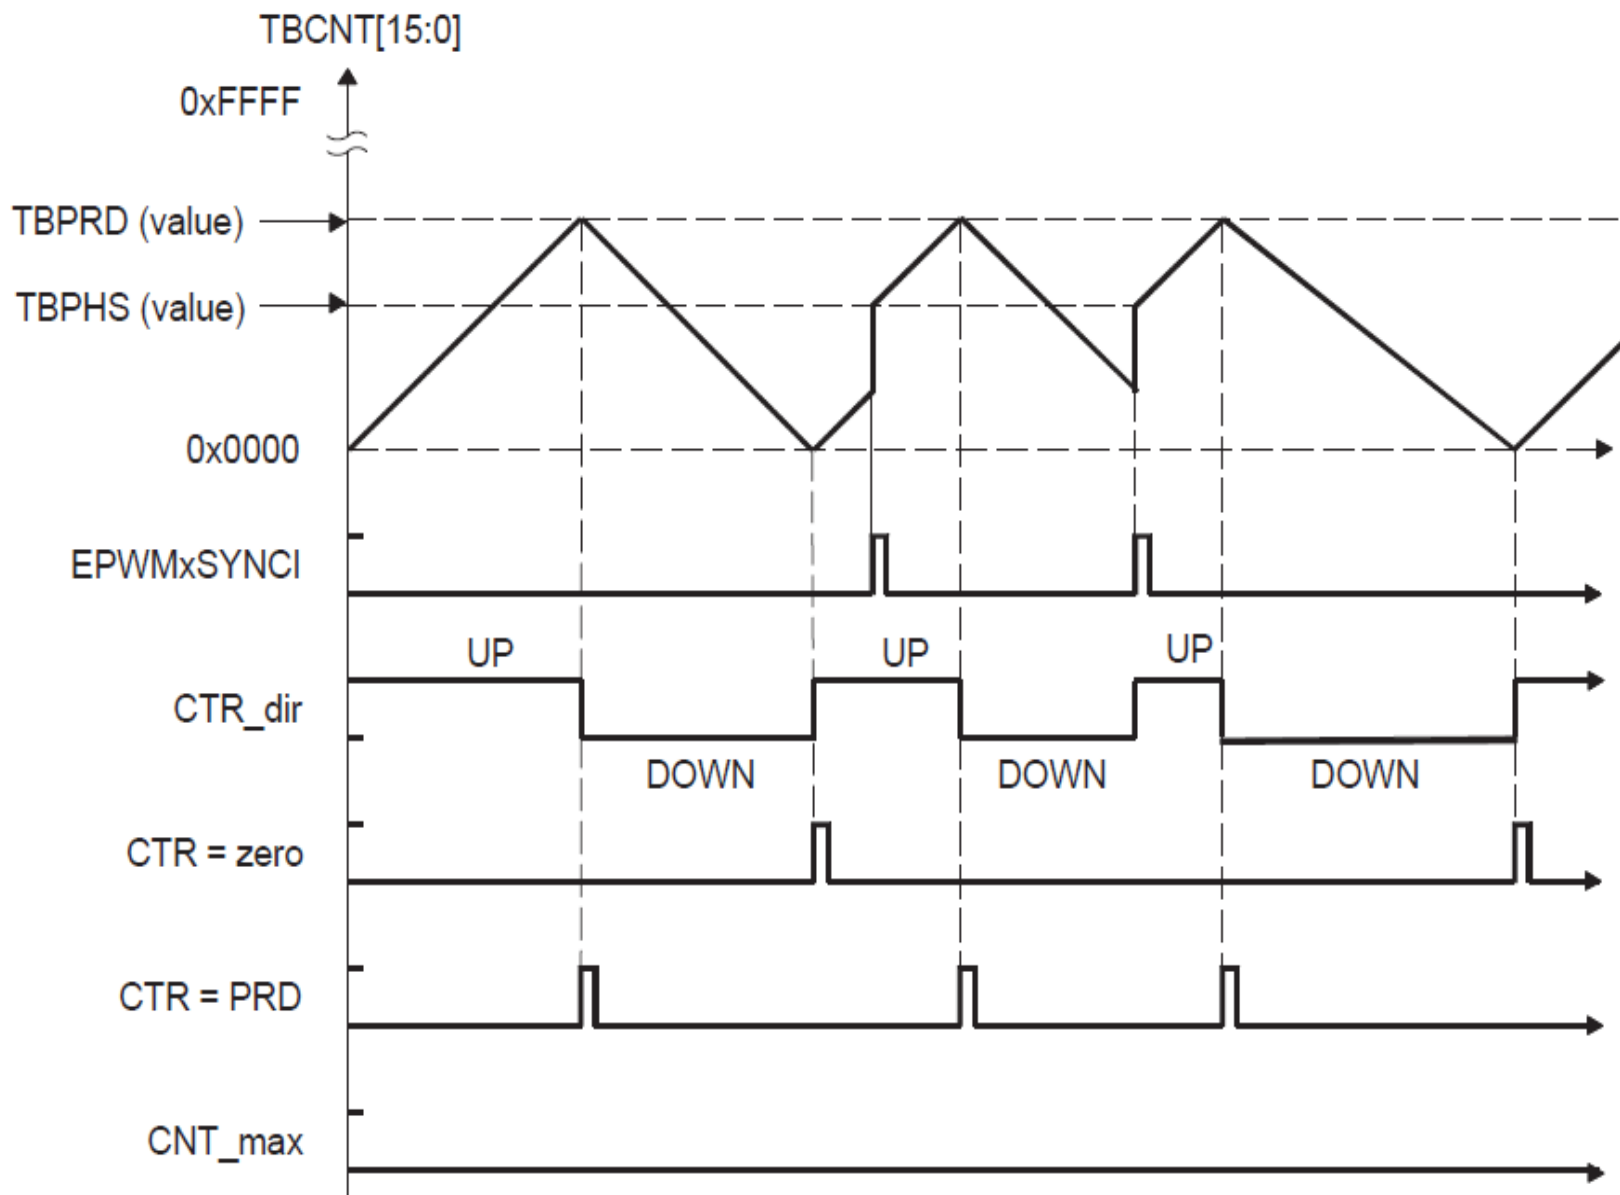 TBCNT[15:0]
0xFFFF
TBPRD (value)
TBPHS (value)
0x0000
EPWMxSYNCI
UP UP UP
CTR_dir
DOWN DOWN DOWN
CTR = zero
CTR = PRD
CNT_max